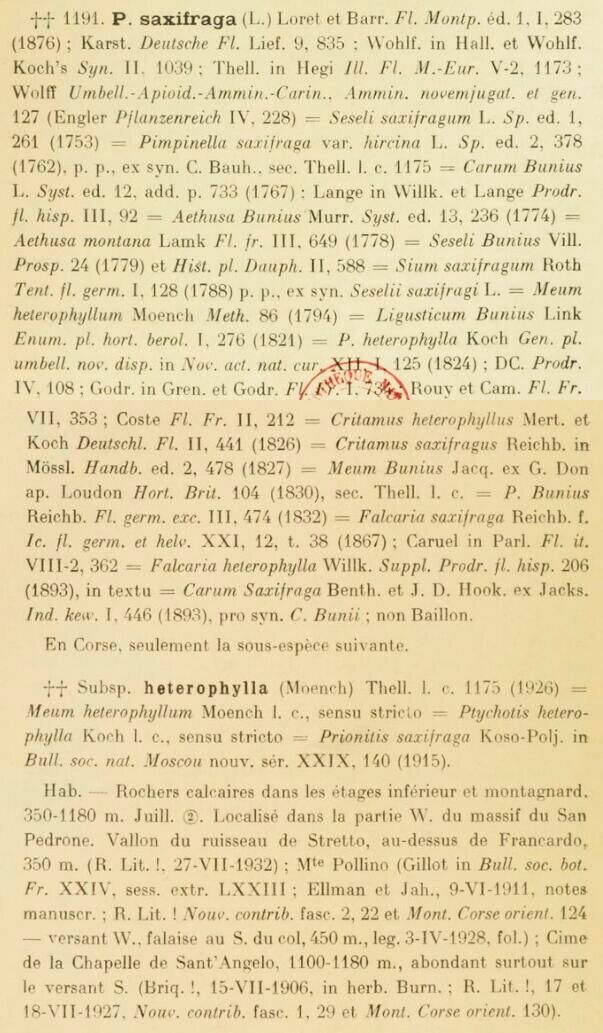 †† 1191. P. saxifraga (L.) Loret et Barr. Fl. Montp. éd. 1, I, 283
(1876) ; Karst. Deutsche Fl. Lief. 9, 835 ; Wohlf. in Hall. et Wohlf.
Koch's Syn. II, 1039 ; Thell. in Hegi Ill. Fl. M.-Eur. V-2, 1173 ;
Wolff Umbell.-Apioid.-Ammin.-Carin., Ammin. novemjugat. et gen.
127 (Engler Pflanzenreich IV, 228) = Seseli saxifragum L. Sp. ed. 1,
261 (1753) = Pimpinella saxifraga var. hircina L. Sp. ed. 2, 378
(1762), p. p., ex syn. C. Bauh., sec. Thell. l. c. 1175 = Carum Bunius
L. Syst. ed. 12, add. p. 733 (1767) ; Lange in Willk. et Lange Prodr.
fl. hisp. III, 92 = Aethusa Bunius Murr. Syst. ed. 13, 236 (1774) =
Aethusa montana Lamk Fl. fr. III, 649 (1778) = Seseli Bunius Vill.
Prosp. 24 (1779) et Hist. pl. Dauph. II, 588 = Sium saxifragum Roth
Tent. fl. germ. I, 128 (1788) p. p., ex syn. Seselii saxifragi L. = Meum
heterophyllum Moench Meth. 86 (1794) = Ligusticum Bunius Link
Enum. pl. hort. berol. I, 276 (1821) = P. heterophylla Koch Gen. pl.
umbell. nov. disp. in Nov. act. nat. cur. XII, I, 125 (1824) ; DC. Prodr.
IV, 108 ; Godr. in Gren. et Godr. Rouy et Cam. Fl. Fr.
VII, 353 ; Coste Fl. Fr. II, 212 = Critamus heterophyllus Mert. et
Koch Deutschl. Fl. II, 441 (1826) = Critamus saxifragus Reichb. in
Mössl. Handb. ed. 2, 478 (1827) = Meum Bunius Jacq. ex G. Don
ap. Loudon Hort. Brit. 104 (1830), sec. Thell. l. c. = P. Bunius
Reichb. Fl. germ. exc. III, 474 (1832) = Falcaria saxifraga Reichb. f.
Ic. fl. germ. et helv. XXI, 12, t. 38 (1867) ; Caruel in Parl. Fl. it.
VIII-2, 362 = Falcaria heterophylla Willk. Suppl. Prodr. fl. hisp. 206
(1893), in textu = Carum Saxifraga Benth. et J. D. Hook. ex Jacks.
Ind. kew. I, 446 (1893), pro syn. C. Bunii ; non Baillon.
En Corse, seulement la sous-espèce suivante.
†† Subsp. heterophylla (Moench) Thell. l. c. 1175 (1926) =
Meum heterophyllum Moench l. c., sensu stricto = Ptychotis hetero-
phylla Koch l. c., sensu stricto = Prionitis saxifraga Koso-Polj. in
Bull. soc. nat. Moscou nouv. sér. XXIX, 140 (1915).
Hab. — Rochers calcaires dans les étages inférieur et montagnard,
350-1180 m. Juill. ②. Localisé dans la partie W. du massif du San
Pedrone. Vallon du ruisseau de Stretto, au-dessus de Francardo,
350 m. (R. Lit. !, 27-VII-1932) ; Mte Pollino (Gillot in Bull. soc. bot.
Fr. XXIV, sess. extr. LXXIII ; Ellman et Jah., 9-VI-1911, notes
manuscr. ; R. Lit. ! Nouv. contrib. fasc. 2, 22 et Mont. Corse orient. 124
— versant W., falaise au S. du col, 450 m., leg. 3-IV-1928, fol.) ; Cime
de la Chapelle de Sant'Angelo, 1100-1180 m., abondant surtout sur
le versant S. (Briq. !, 15-VII-1906, in herb. Burn. ; R. Lit. !, 17 et
18-VII-1927, Nouv. contrib. fasc. 1, 29 et Mont. Corse orient. 130).